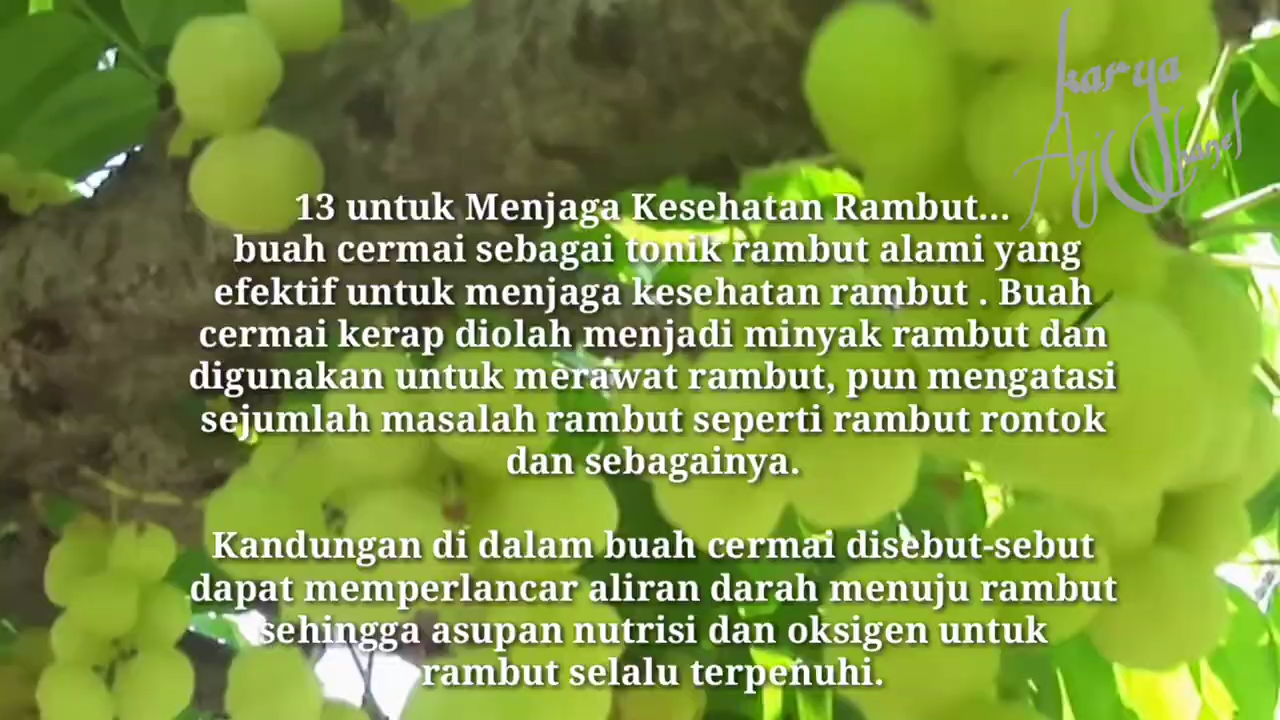 karya
Aji Chanel
13 untuk Menjaga Kesehatan Rambut...
buah cermai sebagai tonik rambut alami yang
efektif untuk menjaga kesehatan rambut . Buah
cermai kerap diolah menjadi minyak rambut dan
digunakan untuk merawat rambut, pun mengatasi
sejumlah masalah rambut seperti rambut rontok
dan sebagainya.
Kandungan di dalam buah cermai disebut-sebut
dapat memperlancar aliran darah menuju rambut
sehingga asupan nutrisi dan oksigen untuk
rambut selalu terpenuhi.